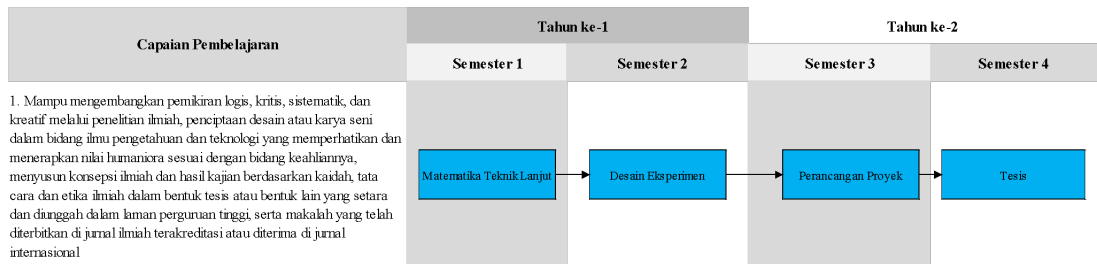 Capaian Pembelajaran
Tahun ke-1
Tahun ke-2
Semester 1
Semester 2
Semester 3
Semester 4
1. Mampu mengembangkan pemikiran logis, kritis, sistematik, dan
kreatif melalui penelitian ilmiah, penciptaan desain atau karya seni
dalam bidang ilmu pengetahuan dan teknologi yang memperhatikan dan
menerapkan nilai humaniora sesuai dengan bidang keahliannya,
menyusun konsepsi ilmiah dan hasil kajian berdasarkan kaidah, tata
cara dan etika ilmiah dalam bentuk tesis atau bentuk lain yang setara
dan diunggah dalam laman perguruan tinggi, serta makalah yang telah
diterbitkan di jurnal ilmiah terakreditasi atau diterima di jurnal
internasional
Matematika Teknik Lanjut
Desain Eksperimen
Perancangan Proyek
Tesis